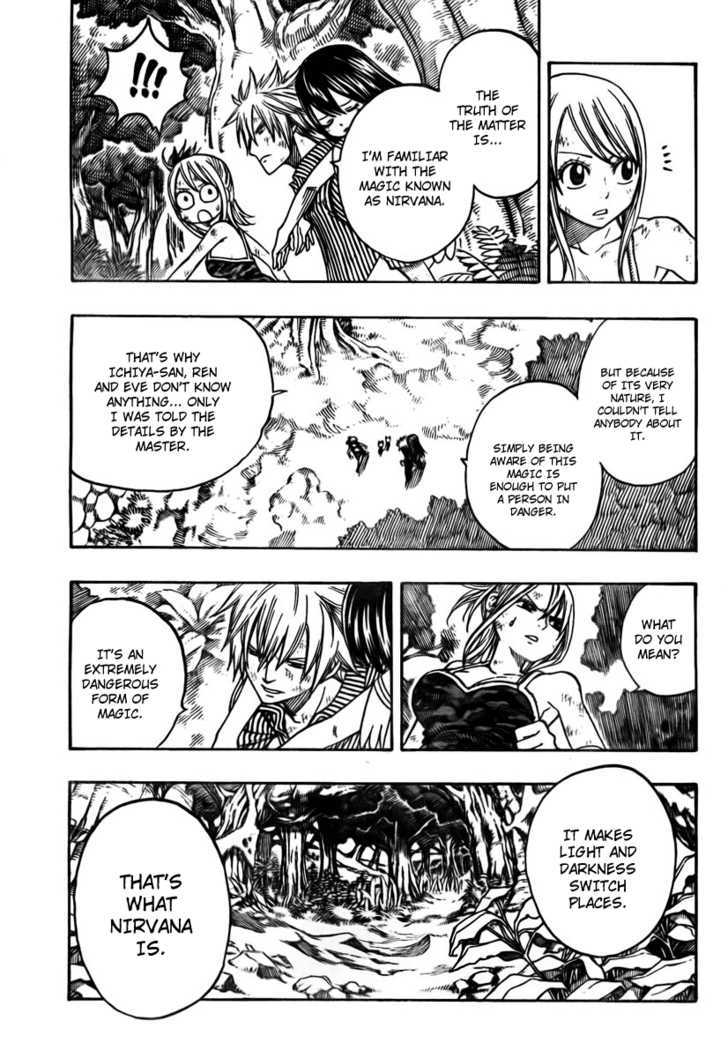 THE
TRUTH OF
THE MATTER
IS...
I'M FAMILIAR
WITH THE
MAGIC KNOWN
AS NIRVANA.
!!!
BUT BECAUSE
OF ITS VERY
NATURE, I
COULDN'T TELL
ANYBODY ABOUT
IT.
SIMPLY BEING
AWARE OF THIS
MAGIC IS
ENOUGH TO PUT
A PERSON IN
DANGER.
THAT'S WHY
ICHIYA-SAN, REN
AND EVE DON'T KNOW
ANYTHING... ONLY
I WAS TOLD THE
DETAILS BY THE
MASTER.
WHAT
DO YOU
MEAN?
IT'S AN
EXTREMELY
DANGEROUS
FORM OF
MAGIC.
IT MAKES
LIGHT AND
DARKNESS
SWITCH
PLACES.
THAT'S
WHAT
NIRVANA
IS.